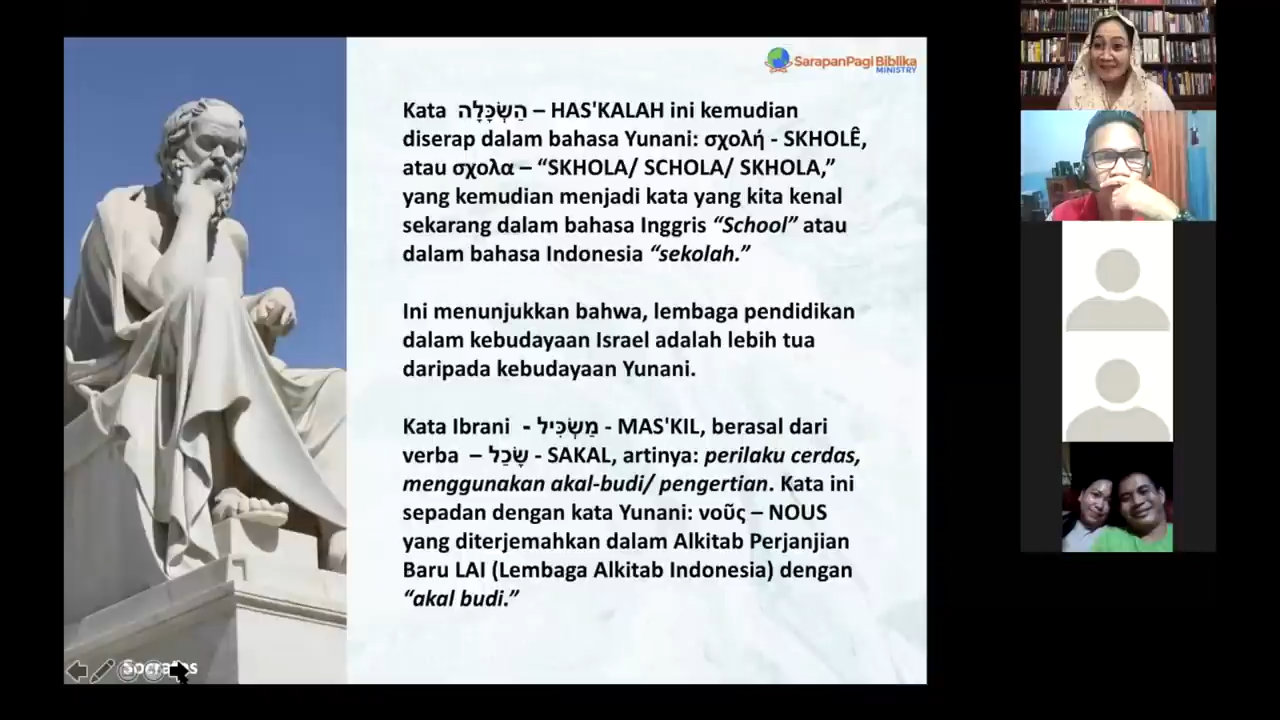 SarapanPagi Biblika
MINISTRY
Kata הַשְׂכָּלָה – HAS'KALAH ini kemudian
diserap dalam bahasa Yunani: σχολή - SKHOLÊ,
atau σχολα – “SKHOLA/ SCHOLA/ SKHOLA,”
yang kemudian menjadi kata yang kita kenal
sekarang dalam bahasa Inggris “School” atau
dalam bahasa Indonesia “sekolah.”
Ini menunjukkan bahwa, lembaga pendidikan
dalam kebudayaan Israel adalah lebih tua
daripada kebudayaan Yunani.
Kata Ibrani - מַשְׂכִּיל - MAS'KIL, berasal dari
verba – שָׂכַל - SAKAL, artinya: perilaku cerdas,
menggunakan akal-budi/ pengertian. Kata ini
sepadan dengan kata Yunani: νοῦς – NOUS
yang diterjemahkan dalam Alkitab Perjanjian
Baru LAI (Lembaga Alkitab Indonesia) dengan
“akal budi.”
Socrates